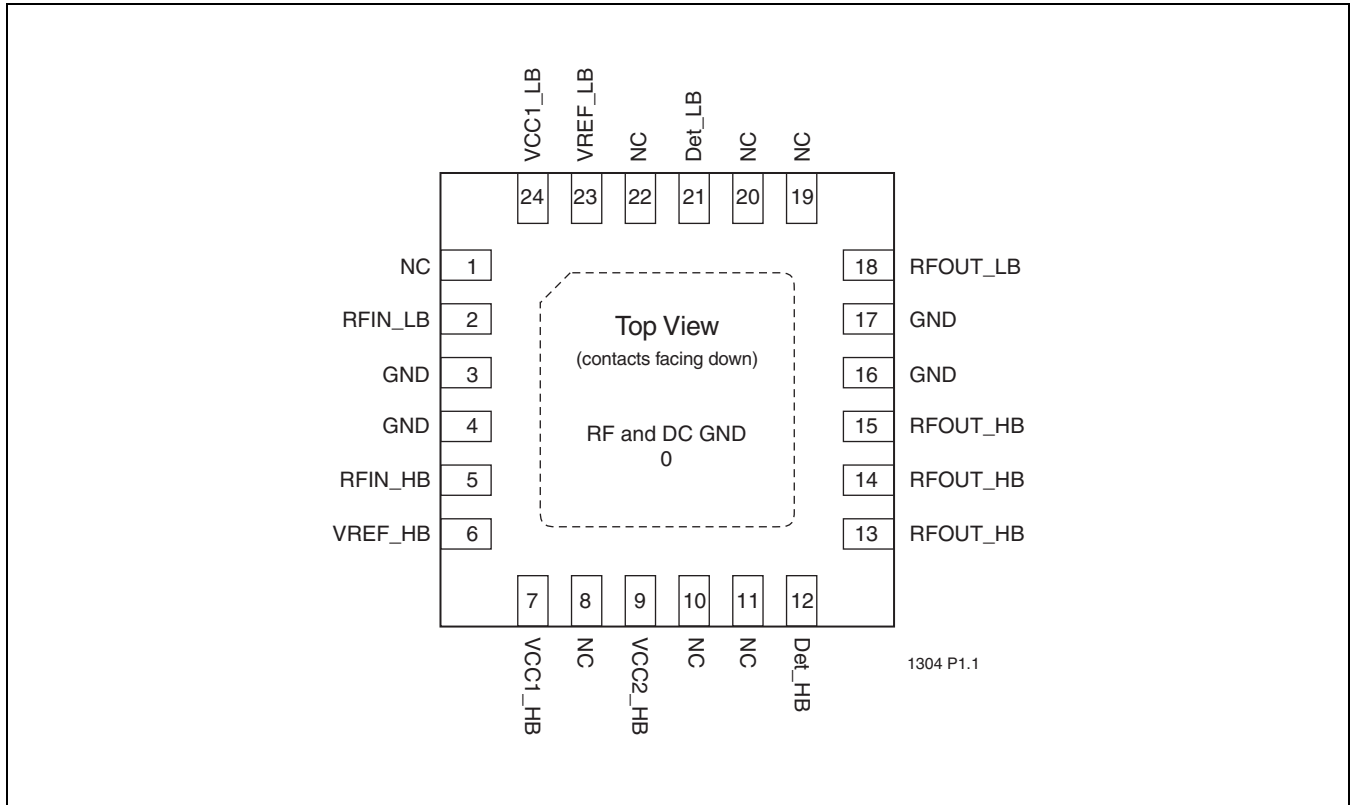 VCC1_LB
VREF_LB
NC
Det_LB
NC
NC
24
23
22
21
20
19
NC 1
RFIN_LB 2
GND 3
GND 4
RFIN_HB 5
VREF_HB 6
Top View
(contacts facing down)
RF and DC GND
0
18 RFOUT_LB
17 GND
16 GND
15 RFOUT_HB
14 RFOUT_HB
13 RFOUT_HB
7
8
9
10
11
12
VCC1_HB
NC
VCC2_HB
NC
NC
Det_HB
1304 P1.1